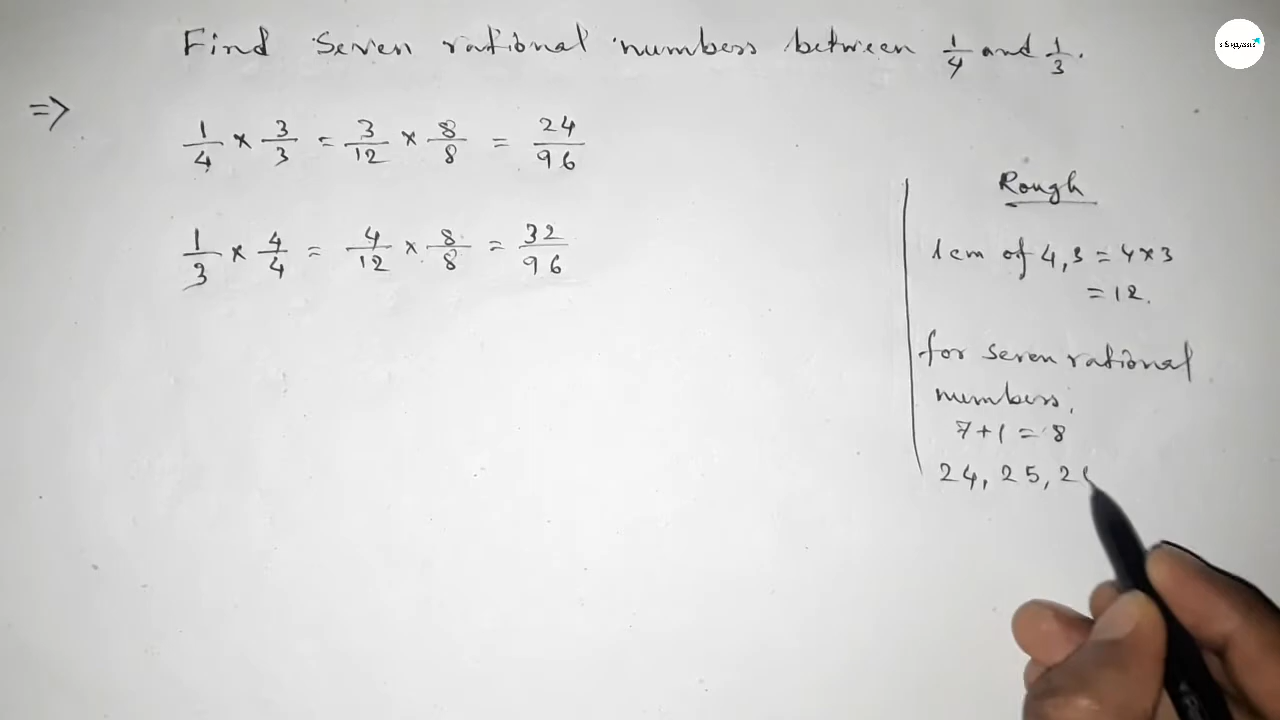 Find seven rational numbers between 1/4 and 1/3.
=>
1/4 × 3/3 = 3/12 × 8/8 = 24/96
1/3 × 4/4 = 4/12 × 8/8 = 32/96
Rough
lcm of 4,3 = 4×3
= 12.
for seven rational
numbers;
7+1 = 8
24, 25, 2